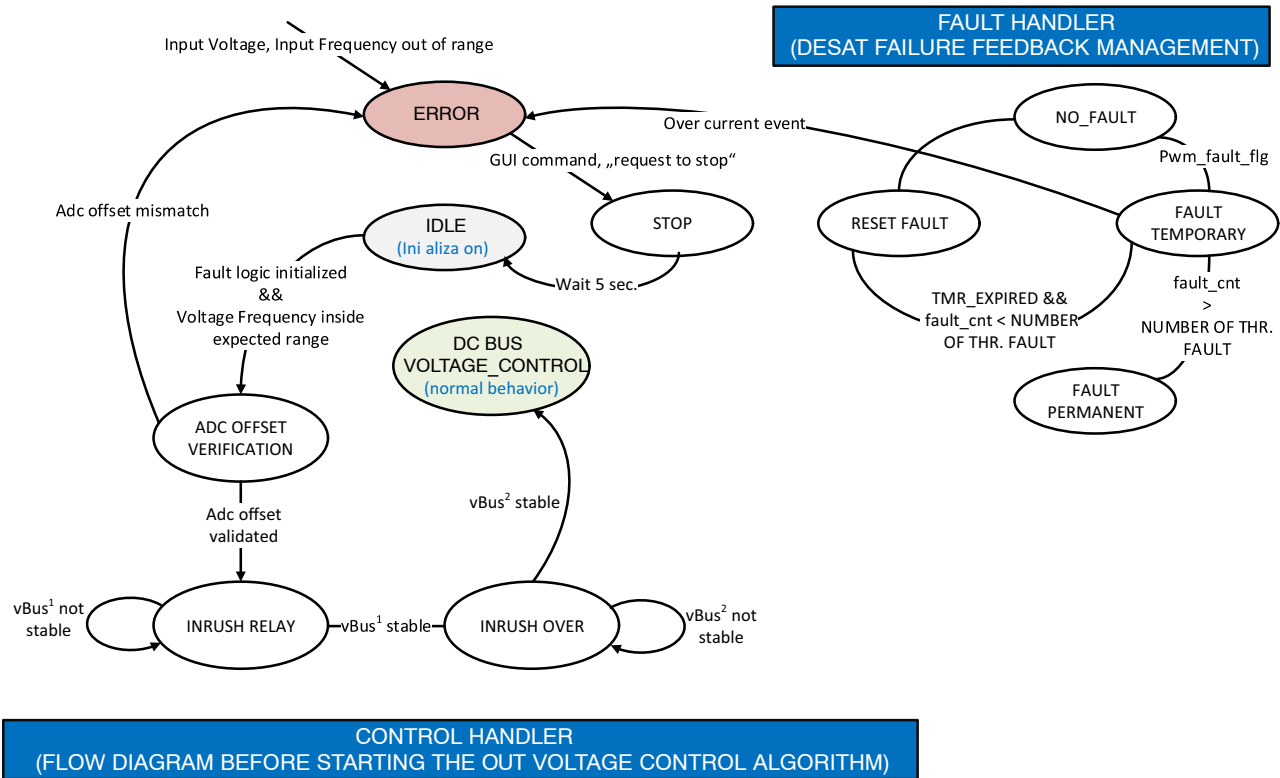 FAULT HANDLER
(DESAT FAILURE FEEDBACK MANAGEMENT)
Input Voltage, Input Frequency out of range
ERROR
Over current event
NO_FAULT
Pwm_fault_flg
GUI command, „request to stop“
Adc offset mismatch
IDLE
(Ini aliza on)
STOP
RESET FAULT
FAULT
TEMPORARY
Fault logic initialized
&&
Voltage Frequency inside
expected range
Wait 5 sec.
TMR_EXPIRED &&
fault_cnt < NUMBER
OF THR. FAULT
fault_cnt
>
NUMBER OF THR.
FAULT
DC BUS
VOLTAGE_CONTROL
(normal behavior)
FAULT
PERMANENT
ADC OFFSET
VERIFICATION
Adc offset
validated
vBus² stable
vBus¹ not
stable
INRUSH RELAY
vBus¹ stable
INRUSH OVER
vBus² not
stable
CONTROL HANDLER
(FLOW DIAGRAM BEFORE STARTING THE OUT VOLTAGE CONTROL ALGORITHM)